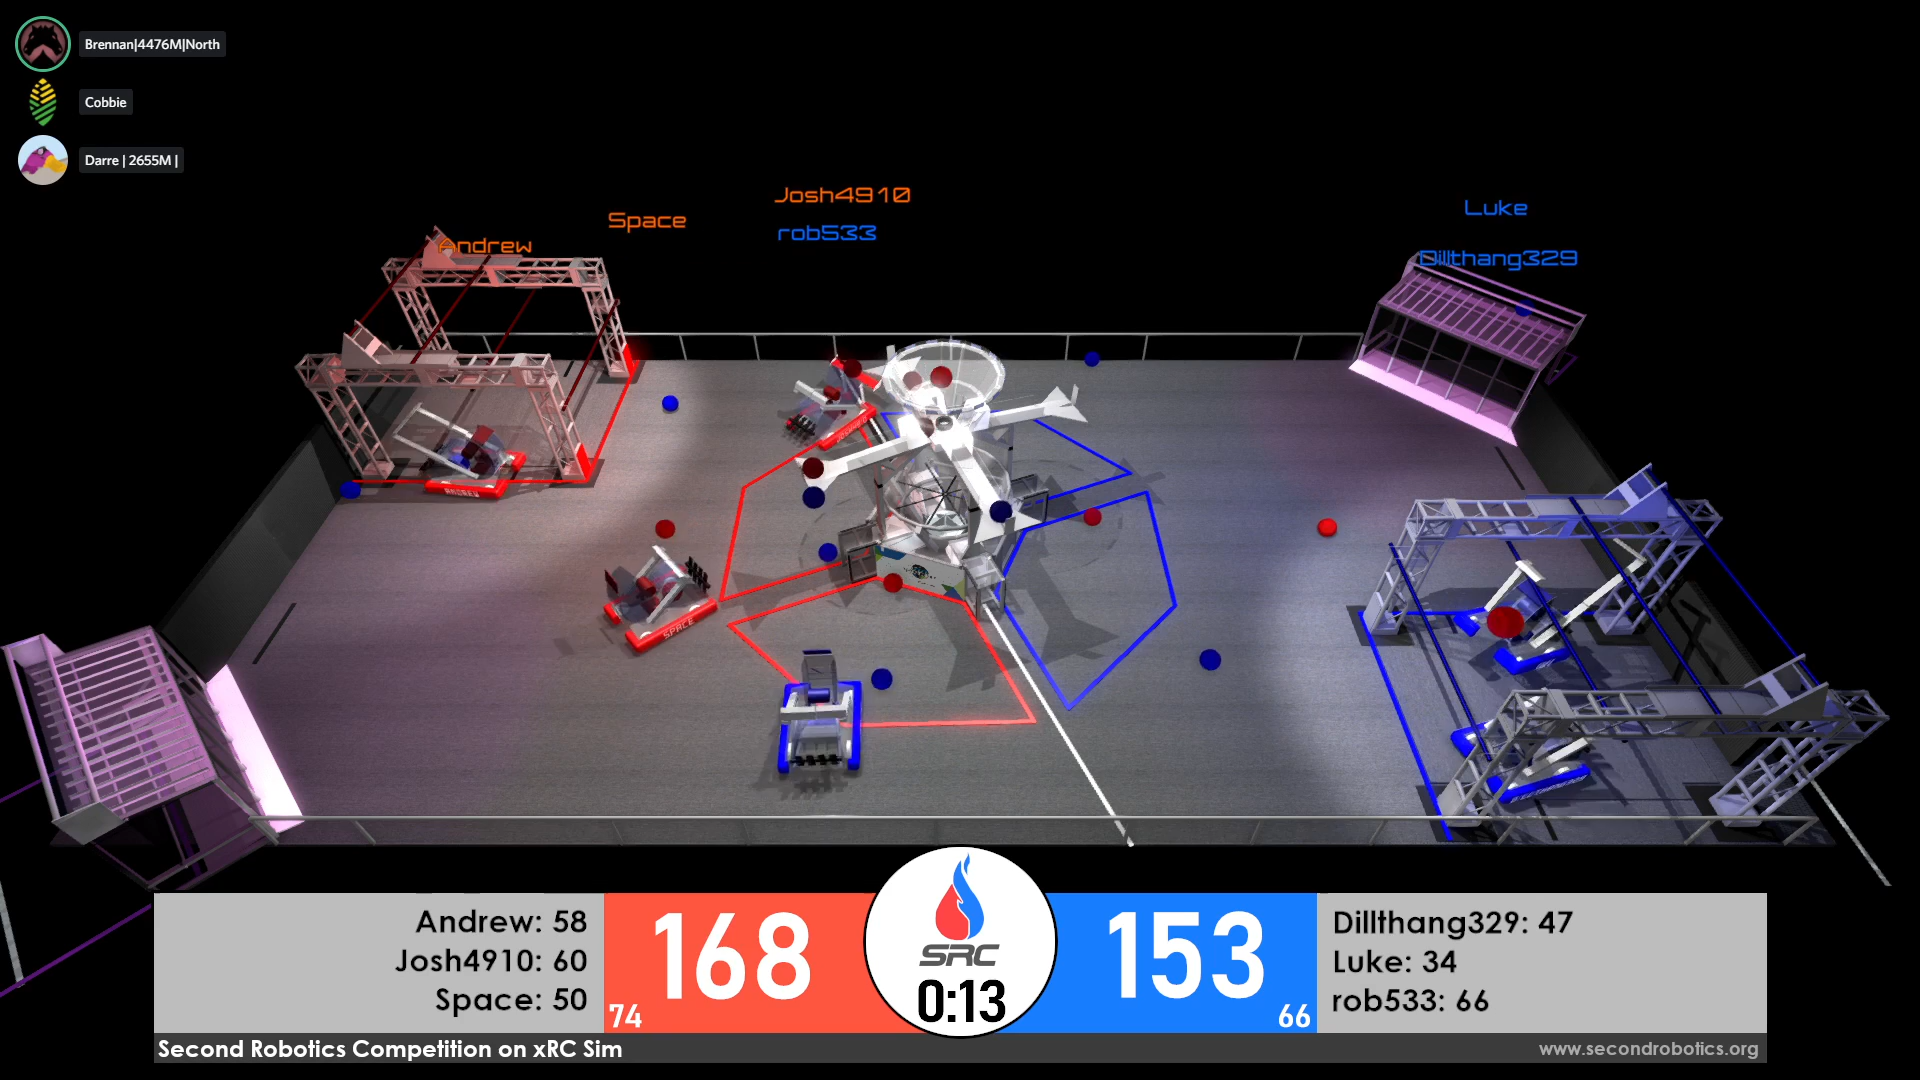 Brennan|4476M|North
Cobbie
Darre | 2655M |
Josh4910
Space
rob533
Andrew
Luke
Dillthang329
ANDREW
SPACE
Andrew: 58
Josh4910: 60
Space: 50
168
74
SRC
0:13
153
66
Dillthang329: 47
Luke: 34
rob533: 66
Second Robotics Competition on xRC Sim
www.secondrobotics.org